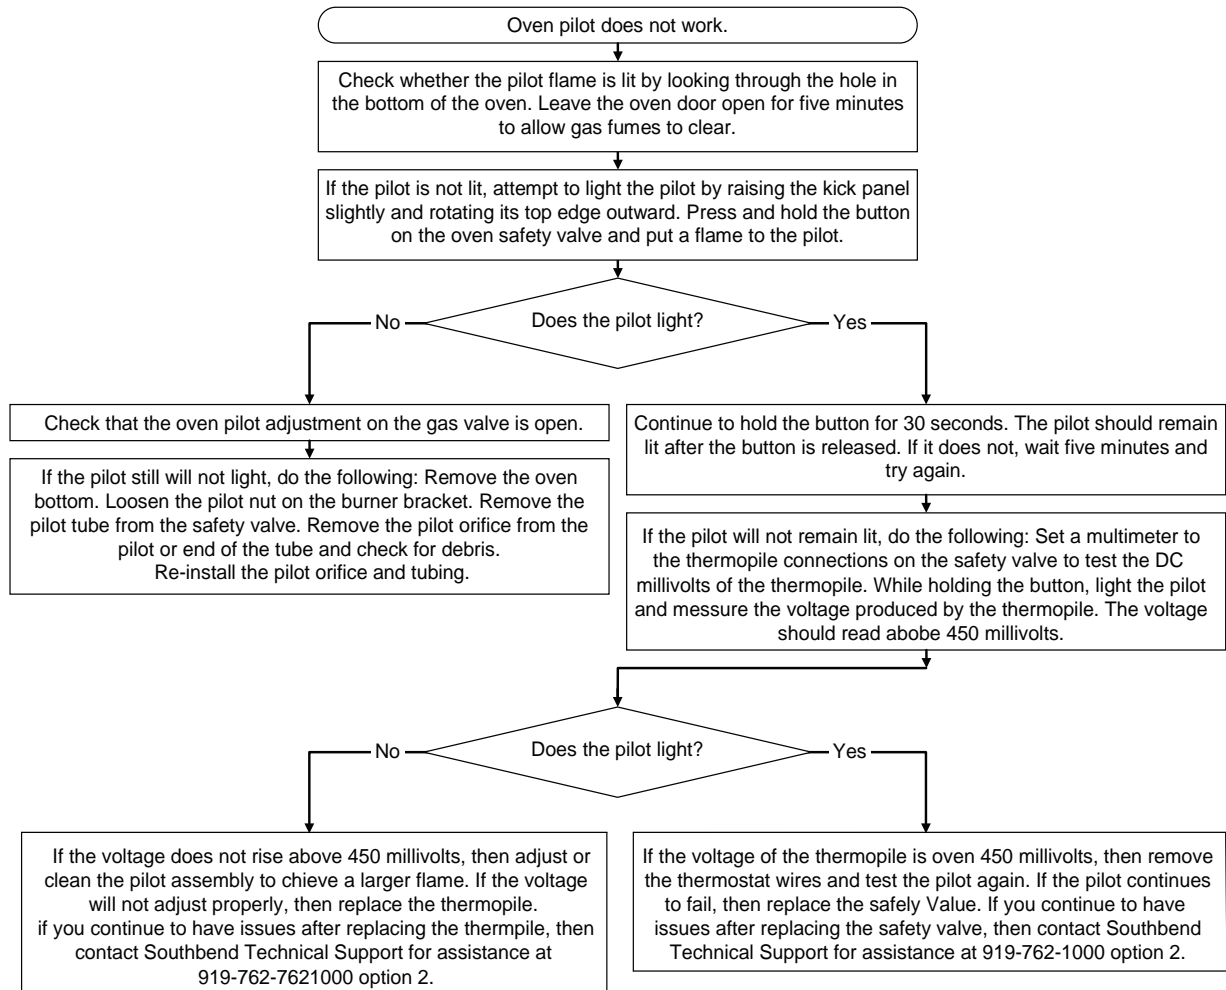 Oven pilot does not work.
Check whether the pilot flame is lit by looking through the hole in
the bottom of the oven. Leave the oven door open for five minutes
to allow gas fumes to clear.
If the pilot is not lit, attempt to light the pilot by raising the kick panel
slightly and rotating its top edge outward. Press and hold the button
on the oven safety valve and put a flame to the pilot.
Does the pilot light?
No
Yes
Check that the oven pilot adjustment on the gas valve is open.
If the pilot still will not light, do the following: Remove the oven
bottom. Loosen the pilot nut on the burner bracket. Remove the
pilot tube from the safety valve. Remove the pilot orifice from the
pilot or end of the tube and check for debris.
Re-install the pilot orifice and tubing.
Continue to hold the button for 30 seconds. The pilot should remain
lit after the button is released. If it does not, wait five minutes and
try again.
If the pilot will not remain lit, do the following: Set a multimeter to
the thermopile connections on the safety valve to test the DC
millivolts of the thermopile. While holding the button, light the pilot
and messure the voltage produced by the thermopile. The voltage
should read abobe 450 millivolts.
Does the pilot light?
No
Yes
If the voltage does not rise above 450 millivolts, then adjust or
clean the pilot assembly to chieve a larger flame. If the voltage
will not adjust properly, then replace the thermopile.
if you continue to have issues after replacing the thermpile, then
contact Southbend Technical Support for assistance at
919-762-7621000 option 2.
If the voltage of the thermopile is oven 450 millivolts, then remove
the thermostat wires and test the pilot again. If the pilot continues
to fail, then replace the safely Value. If you continue to have
issues after replacing the safety valve, then contact Southbend
Technical Support for assistance at 919-762-1000 option 2.